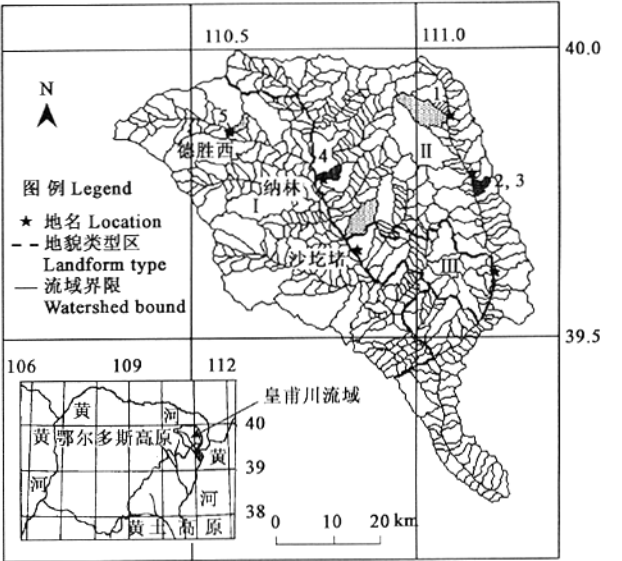 110.5
111.0
40.0
N
1
5
II
德胜西
4
2, 3
图 例 Legend
纳林
I
★ 地名 Location
地貌类型区
Landform type
沙圪堵
III
流域界限
Watershed bound
39.5
106
109
112
皇甫川流域
黄
河
40
黄
鄂尔多斯高原
黄
39
河
河
38
黄土高原
0
10
20 km